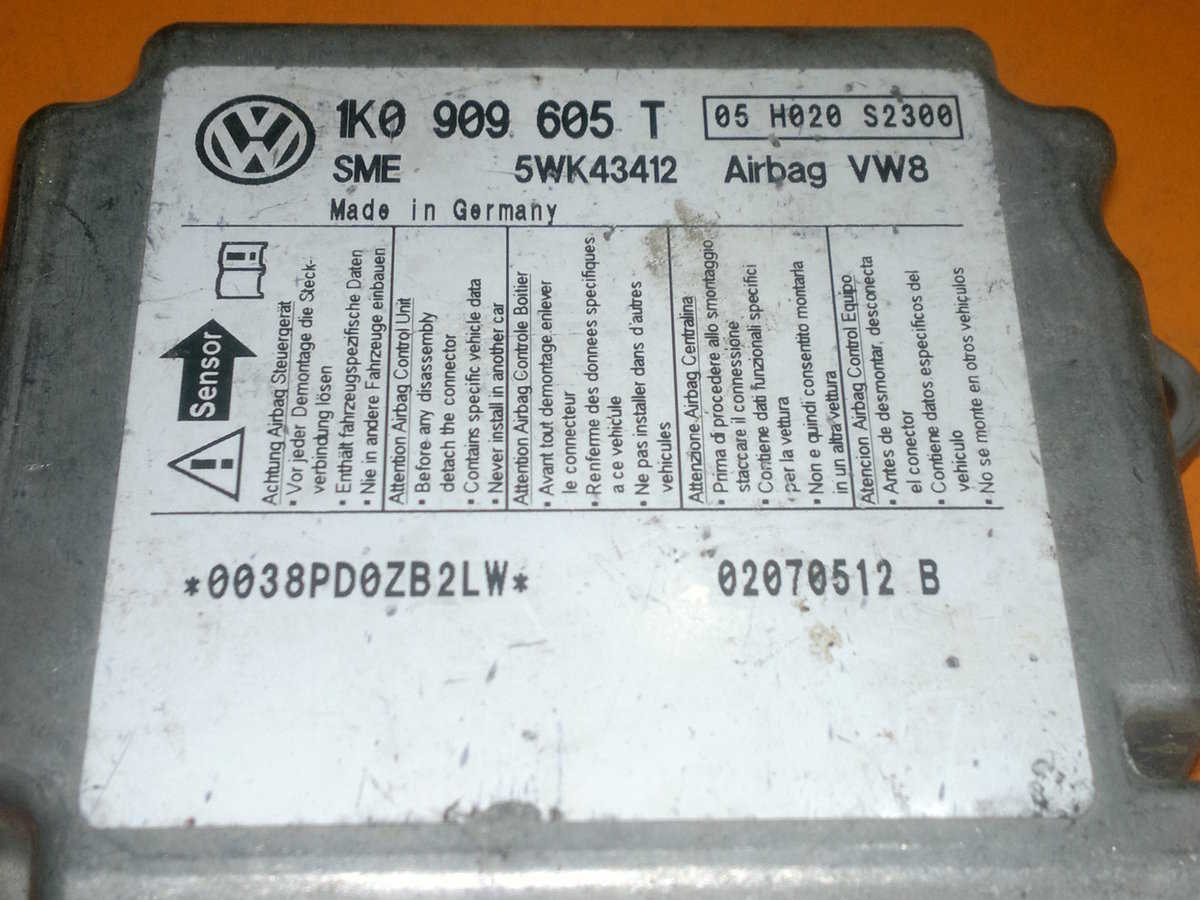 1K0 909 605 T
05 H020 S2300
SME 5WK43412 Airbag VW8
Made in Germany
Sensor
Achtung Airbag Steuergerät
▪ Vor jeder Demontage die Steck-
verbindung lösen
▪ Enthält fahrzeugspezifische Daten
▪ Nie in andere Fahrzeuge einbauen
Attention Airbag Control Unit
▪ Before any disassembly
detach the connector
▪ Contains specific vehicle data
▪ Never install in another car
Attention Airbag Controle Boitier
▪ Avant tout demontage enlever
le connecteur
▪ Renferme des donnees specifiques
a ce vehicule
▪ Ne pas installer dans d'autres
vehicules
Attenzione Airbag Centralina
▪ Prima di procedere allo smontaggio
staccare il connessione
▪ Contiene dati funzionali specifici
per la vettura
▪ Non e quindi consentito montarla
in un altra vettura
Atencion Airbag Control Equipo
▪ Antes de desmontar, desconecta
el conector
▪ Contiene datos especificos del
vehiculo
▪ No se monte en otros vehiculos
*0038PD0ZB2LW* 02070512 B